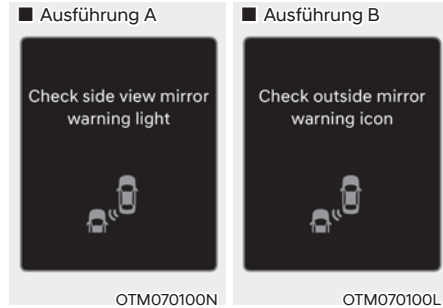 ■ Ausführung A
Check side view mirror
warning light
OTM070100N
■ Ausführung B
Check outside mirror
warning icon
OTM070100L